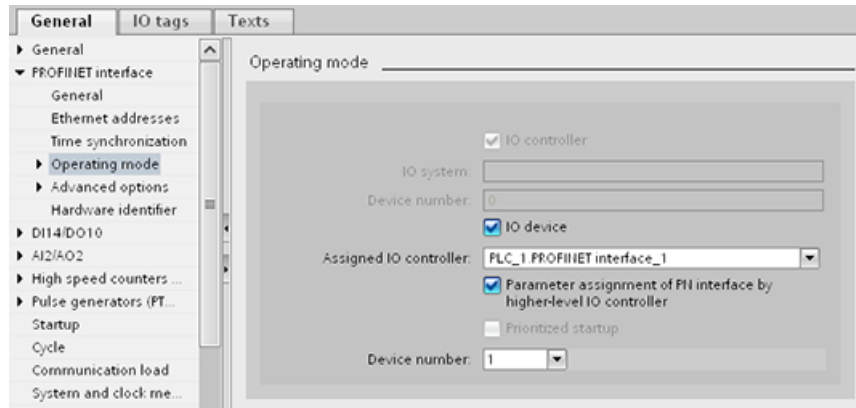 General
IO tags
Texts
General
PROFINET interface
General
Ethernet addresses
Time synchronization
Operating mode
Advanced options
Hardware identifier
DI14/DO10
AI2/AO2
High speed counters ...
Pulse generators (PT...
Startup
Cycle
Communication load
System and clock me...
Operating mode
IO controller
IO system:
Device number: 0
IO device
Assigned IO controller: PLC_1.PROFINET interface_1
Parameter assignment of PN interface by
higher-level IO controller
Prioritized startup
Device number: 1